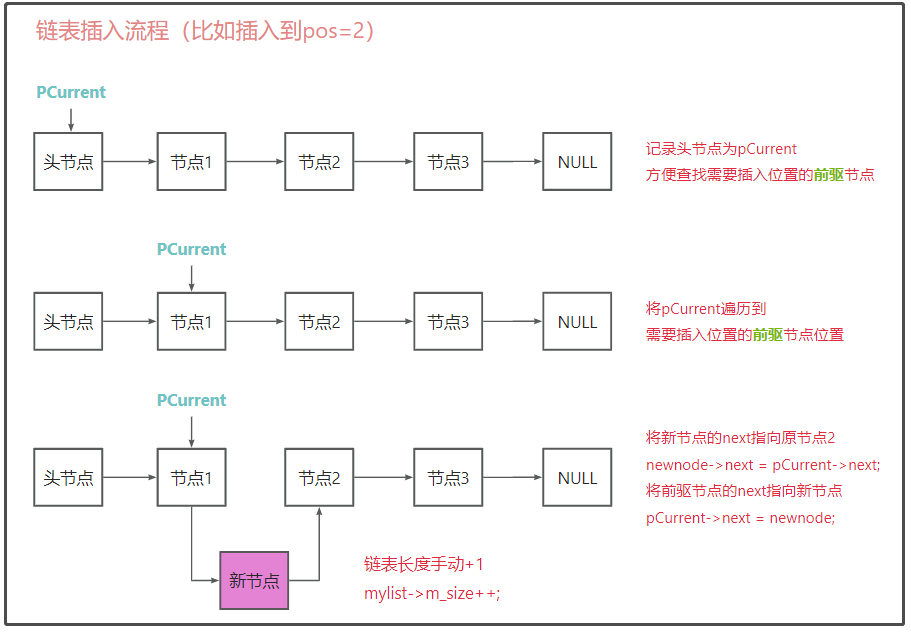 链表插入流程（比如插入到pos=2）
PCurrent
头节点
节点1
节点2
节点3
NULL
记录头节点为pCurrent
方便查找需要插入位置的前驱节点
PCurrent
头节点
节点1
节点2
节点3
NULL
将pCurrent遍历到
需要插入位置的前驱节点位置
PCurrent
头节点
节点1
节点2
节点3
NULL
将新节点的next指向原节点2
newnode->next = pCurrent->next;
将前驱节点的next指向新节点
pCurrent->next = newnode;
新节点
链表长度手动+1
mylist->m_size++;